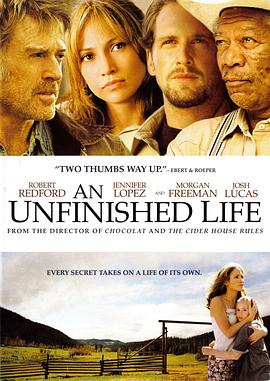 "TWO THUMBS WAY UP." –EBERT & ROEPER
ROBERT REDFORD JENNIFER LOPEZ AND MORGAN FREEMAN JOSH LUCAS
AN
UNFINISHED LIFE
FROM THE DIRECTOR OF CHOCOLAT AND THE CIDER HOUSE RULES
EVERY SECRET TAKES ON A LIFE OF ITS OWN.